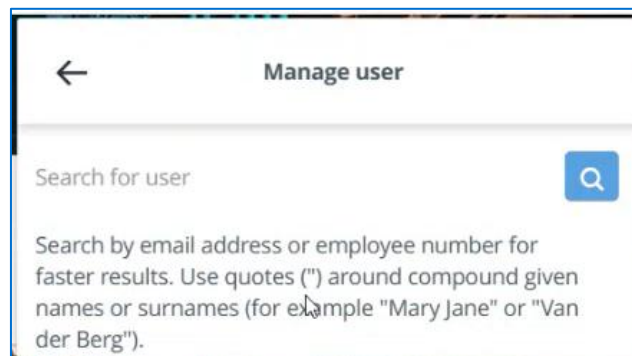 Manage user
Search for user
Search by email address or employee number for
faster results. Use quotes (") around compound given
names or surnames (for example "Mary Jane" or "Van
der Berg").